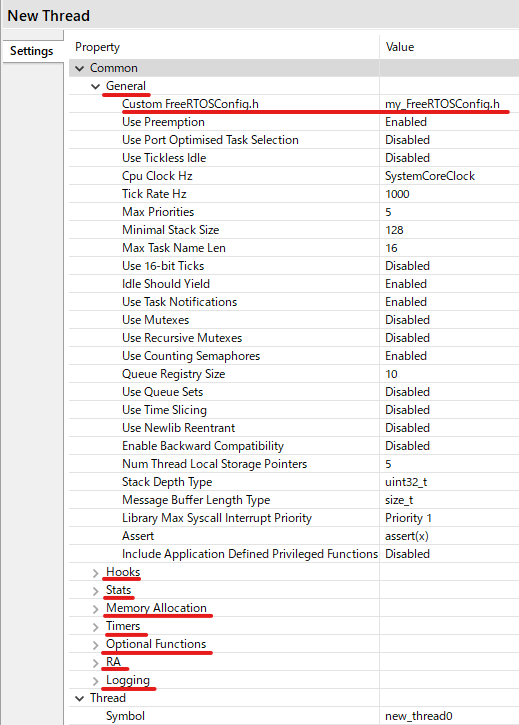 New Thread
Settings
Property Value
Common
General
Custom FreeRTOSConfig.h my_FreeRTOSConfig.h
Use Preemption Enabled
Use Port Optimised Task Selection Disabled
Use Tickless Idle Disabled
Cpu Clock Hz SystemCoreClock
Tick Rate Hz 1000
Max Priorities 5
Minimal Stack Size 128
Max Task Name Len 16
Use 16-bit Ticks Disabled
Idle Should Yield Enabled
Use Task Notifications Enabled
Use Mutexes Disabled
Use Recursive Mutexes Disabled
Use Counting Semaphores Enabled
Queue Registry Size 10
Use Queue Sets Disabled
Use Time Slicing Disabled
Use Newlib Reentrant Disabled
Enable Backward Compatibility Disabled
Num Thread Local Storage Pointers 5
Stack Depth Type uint32_t
Message Buffer Length Type size_t
Library Max Syscall Interrupt Priority Priority 1
Assert assert(x)
Include Application Defined Privileged Functions Disabled
Hooks
Stats
Memory Allocation
Timers
Optional Functions
RA
Logging
Thread
Symbol new_thread0